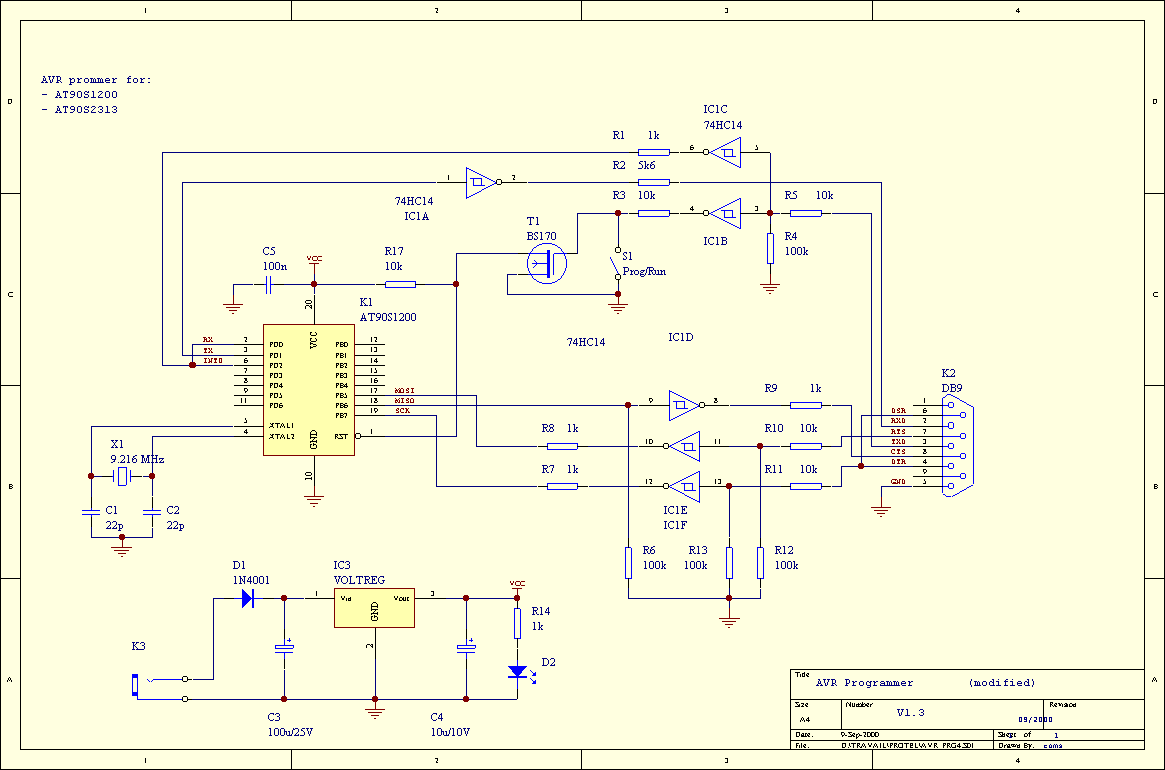 1 2 3 4
D D
AVR prommer for:
- AT90S1200
- AT90S2313
IC1C
74HC14
R1 1k 6 5
R2 5k6
1 2
R3 10k 4 3 R5 10k
74HC14
IC1A
T1
BS170
IC1B
R4
100k
C5
100n
VCC
R17
10k
S1
Prog/Run
C C
20
K1
AT90S1200
74HC14 IC1D
VCC
GND
RX 2 PD0 PB0 12
TX 3 PD1 PB1 13
INT0 6 PD2 PB2 14
7 PD3 PB3 15
8 PD4 PB4 16
9 PD5 PB5 17 MOSI
11 PD6 PB6 18 MISO
PB7 19 SCK
5 XTAL1
4 XTAL2 RST 1
10
K2
DB9
R9 1k
9 8
R8 1k 10 11 R10 10k
R7 1k 12 13 R11 10k
1
DSR 6
RXD 2
RTS 7
TXD 3
CTS 8
DTR 4
9
GND 5
X1
9.216 MHz
B B
C1
22p
C2
22p
IC1E
IC1F
R6
100k
R13
100k
R12
100k
D1
1N4001
IC3
VOLTREG
VCC
1 Vin Vout 3
GND
2
+ +
R14
1k
K3
D2
A A
C3
100u/25V
C4
10u/10V
Title
AVR Programmer (modified)
Size
A4
Number
V1.3
Revision
09/2000
Date: 9-Sep-2000 Sheet of 1
File: D:\TRAVAIL\PROTEL\AVR_PRG4.SD1 Drawn By: coms
1 2 3 4